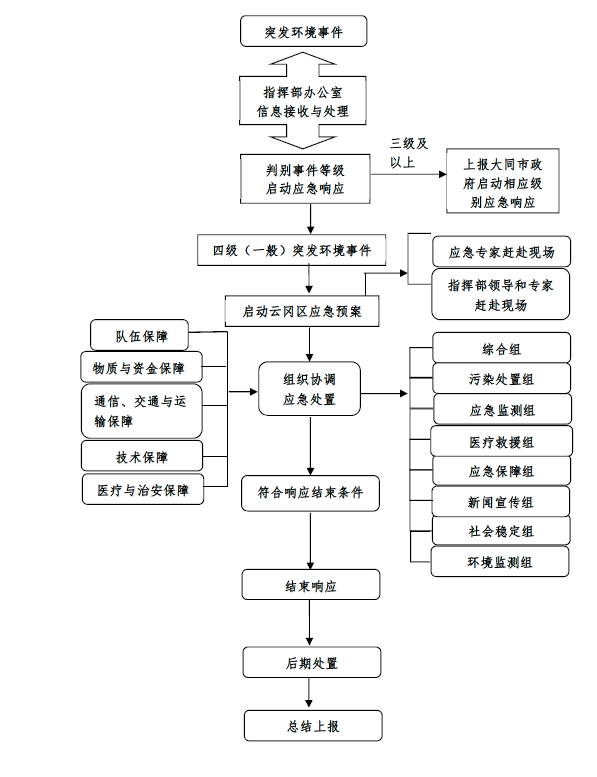 突发环境事件
指挥部办公室
信息接收与处理
三级及
以上
判别事件等级
启动应急响应
上报大同市政
府启动相应级
别应急响应
四级（一般）突发环境事件
应急专家赶赴现场
指挥部领导和专家
赶赴现场
启动云冈区应急预案
队伍保障
物质与资金保障
通信、交通与运
输保障
技术保障
医疗与治安保障
组织协调
应急处置
综合组
污染处置组
应急监测组
医疗救援组
应急保障组
新闻宣传组
社会稳定组
环境监测组
符合响应结束条件
结束响应
后期处置
总结上报